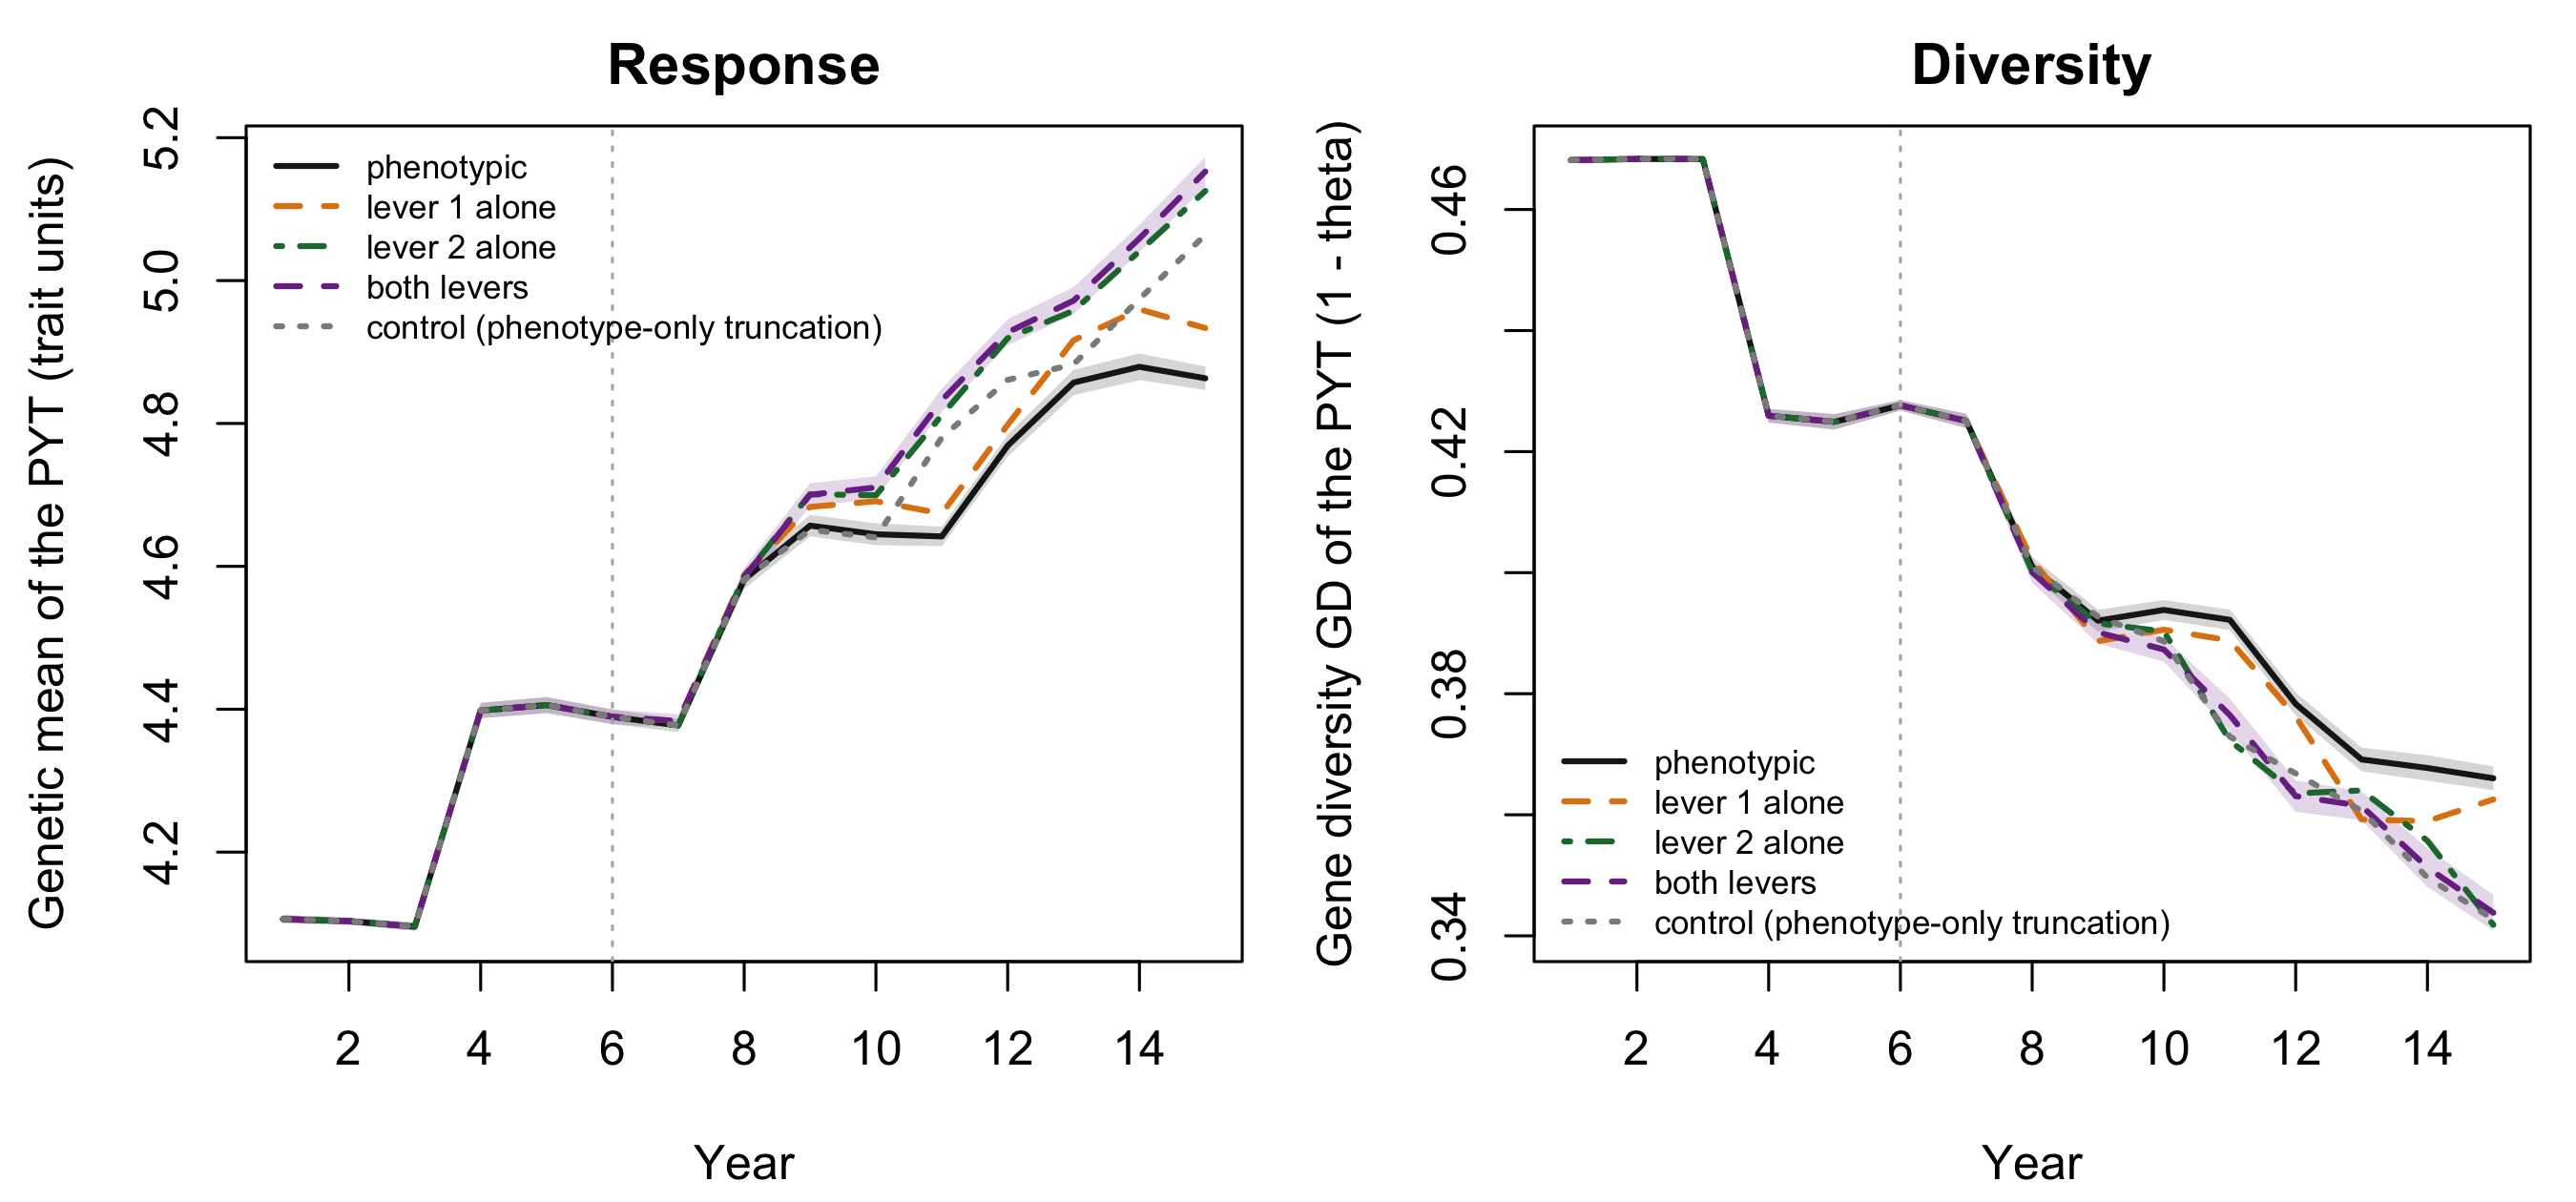 Response
Genetic mean of the PYT (trait units)
5.2
5.0
4.8
4.6
4.4
4.2
phenotypic
lever 1 alone
lever 2 alone
both levers
control (phenotype-only truncation)
2 4 6 8 10 12 14
Year
Diversity
Gene diversity GD of the PYT (1 - theta)
0.46
0.42
0.38
0.34
phenotypic
lever 1 alone
lever 2 alone
both levers
control (phenotype-only truncation)
2 4 6 8 10 12 14
Year